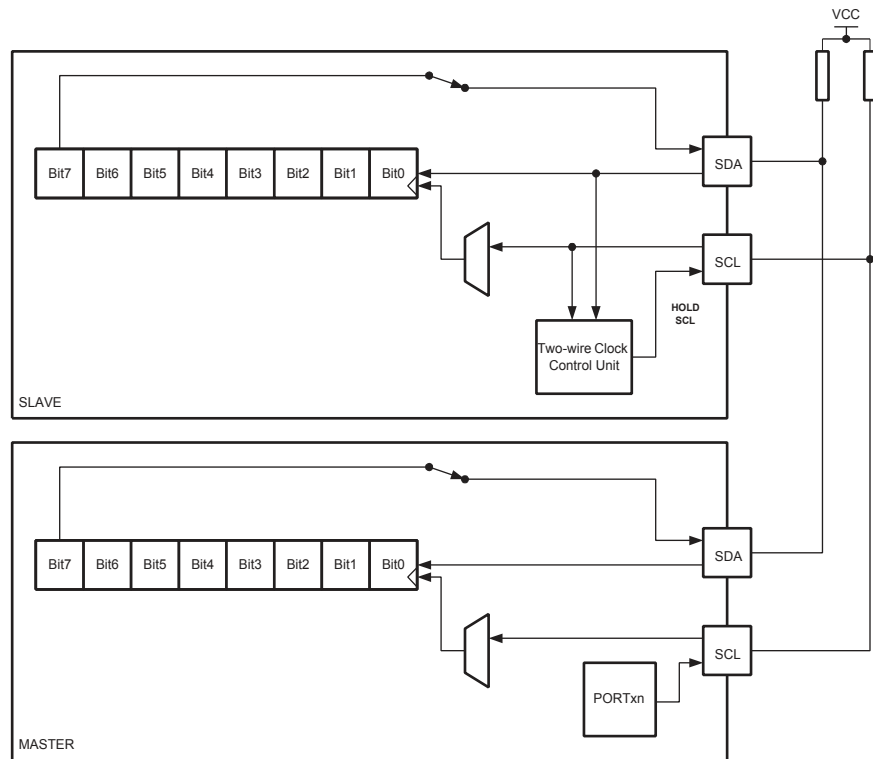 VCC
Bit7 Bit6 Bit5 Bit4 Bit3 Bit2 Bit1 Bit0
SDA
SCL
HOLD
SCL
Two-wire Clock
Control Unit
SLAVE
Bit7 Bit6 Bit5 Bit4 Bit3 Bit2 Bit1 Bit0
SDA
SCL
PORTxn
MASTER